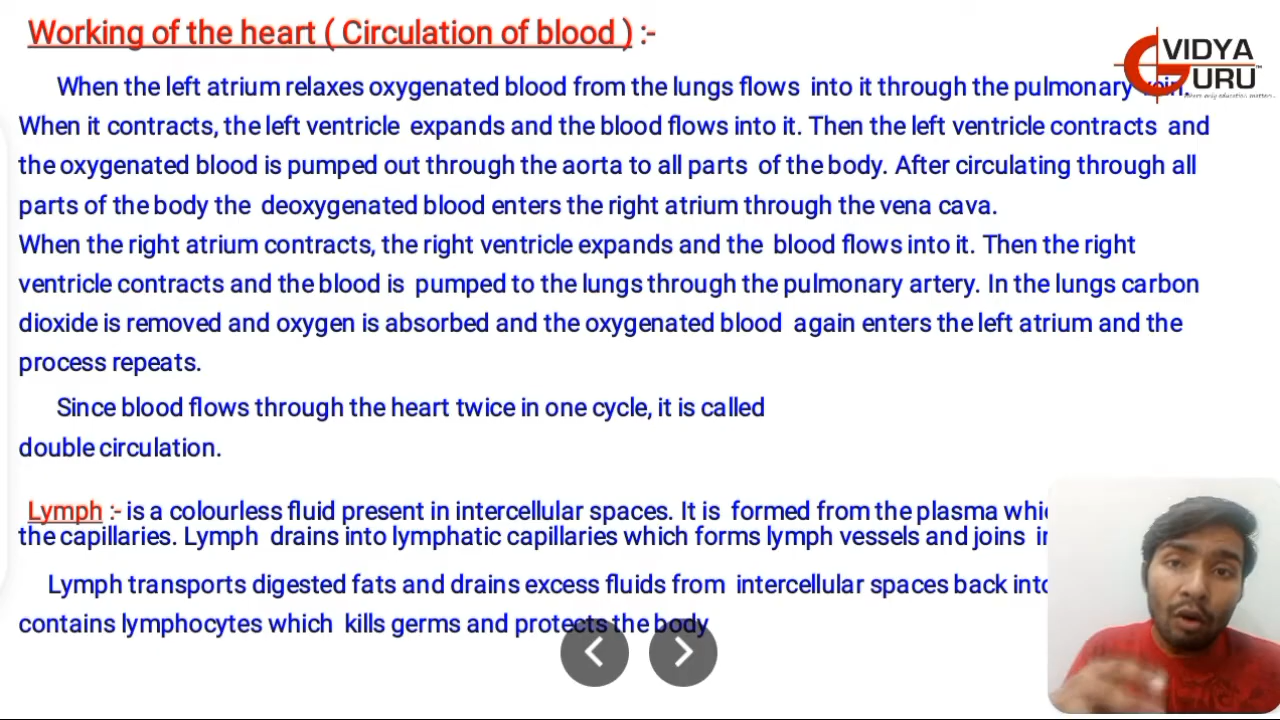 Working of the heart ( Circulation of blood ) :-
VIDYA
GURU™
When the left atrium relaxes oxygenated blood from the lungs flows into it through the pulmonary vein.
When it contracts, the left ventricle expands and the blood flows into it. Then the left ventricle contracts and
the oxygenated blood is pumped out through the aorta to all parts of the body. After circulating through all
parts of the body the deoxygenated blood enters the right atrium through the vena cava.
When the right atrium contracts, the right ventricle expands and the blood flows into it. Then the right
ventricle contracts and the blood is pumped to the lungs through the pulmonary artery. In the lungs carbon
dioxide is removed and oxygen is absorbed and the oxygenated blood again enters the left atrium and the
process repeats.
Since blood flows through the heart twice in one cycle, it is called
double circulation.
Lymph :- is a colourless fluid present in intercellular spaces. It is formed from the plasma
the capillaries. Lymph drains into lymphatic capillaries which forms lymph vessels and joins
Lymph transports digested fats and drains excess fluids from intercellular spaces back
contains lymphocytes which kills germs and protects the body